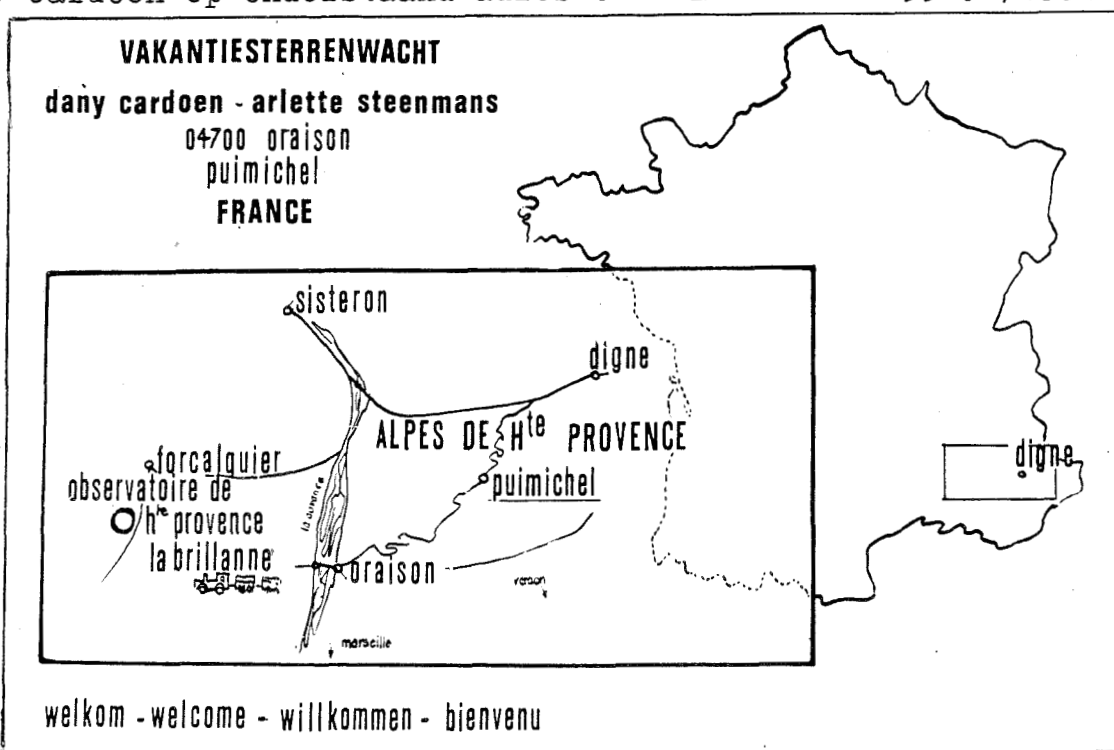 VAKANTIESTERRENWACHT
dany cardoen - arlette steenmans
04700 oraison
puimichel
FRANCE
sisteron
digne
ALPES DE Hte PROVENCE
forcalquier
puimichel
observatoire de
hte provence
la durance
la brillanne
oraison
verdon
marseille
digne
welkom - welcome - willkommen - bienvenu